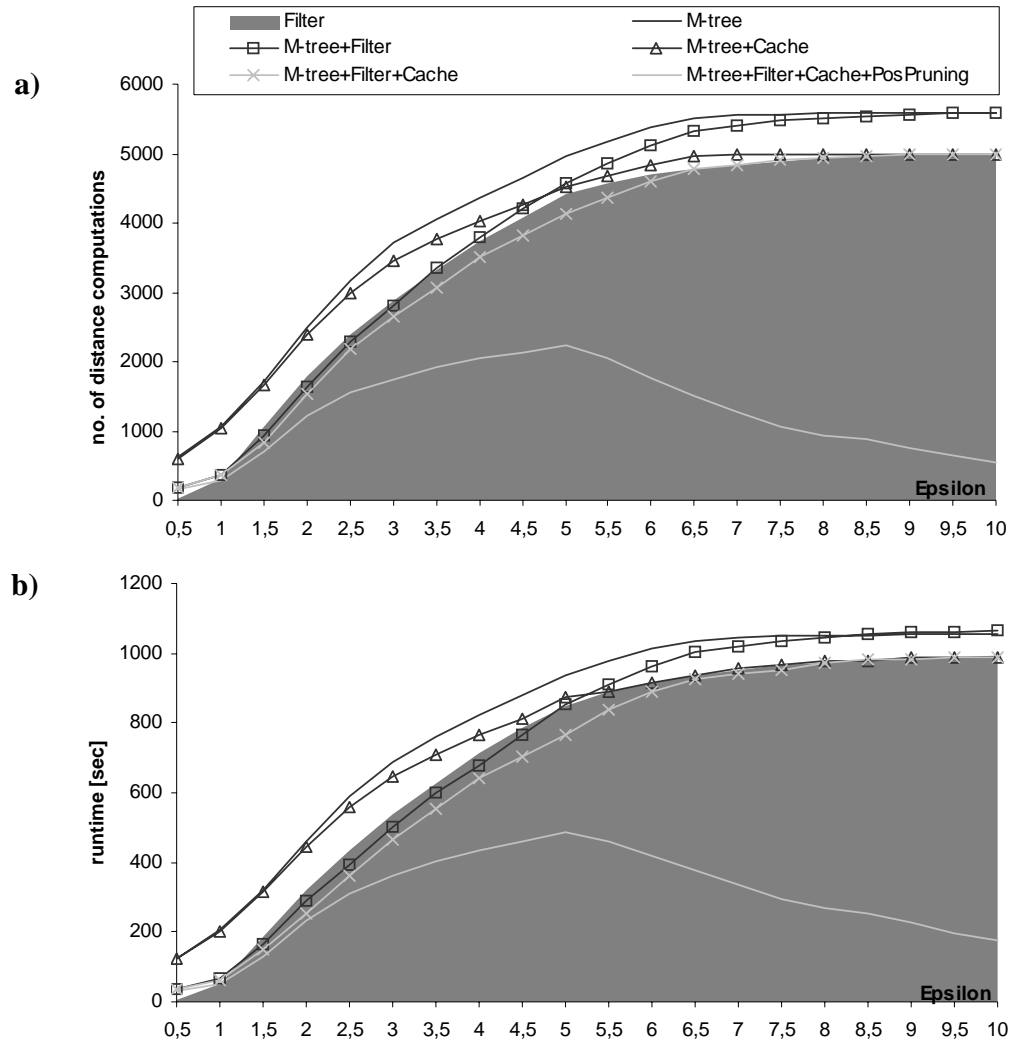 Filter
M-tree
M-tree+Filter
M-tree+Cache
M-tree+Filter+Cache
M-tree+Filter+Cache+PosPruning
a)
6000
5000
4000
3000
2000
1000
0
no. of distance computations
Epsilon
0,5 1 1,5 2 2,5 3 3,5 4 4,5 5 5,5 6 6,5 7 7,5 8 8,5 9 9,5 10
b)
1200
1000
800
600
400
200
0
runtime [sec]
Epsilon
0,5 1 1,5 2 2,5 3 3,5 4 4,5 5 5,5 6 6,5 7 7,5 8 8,5 9 9,5 10